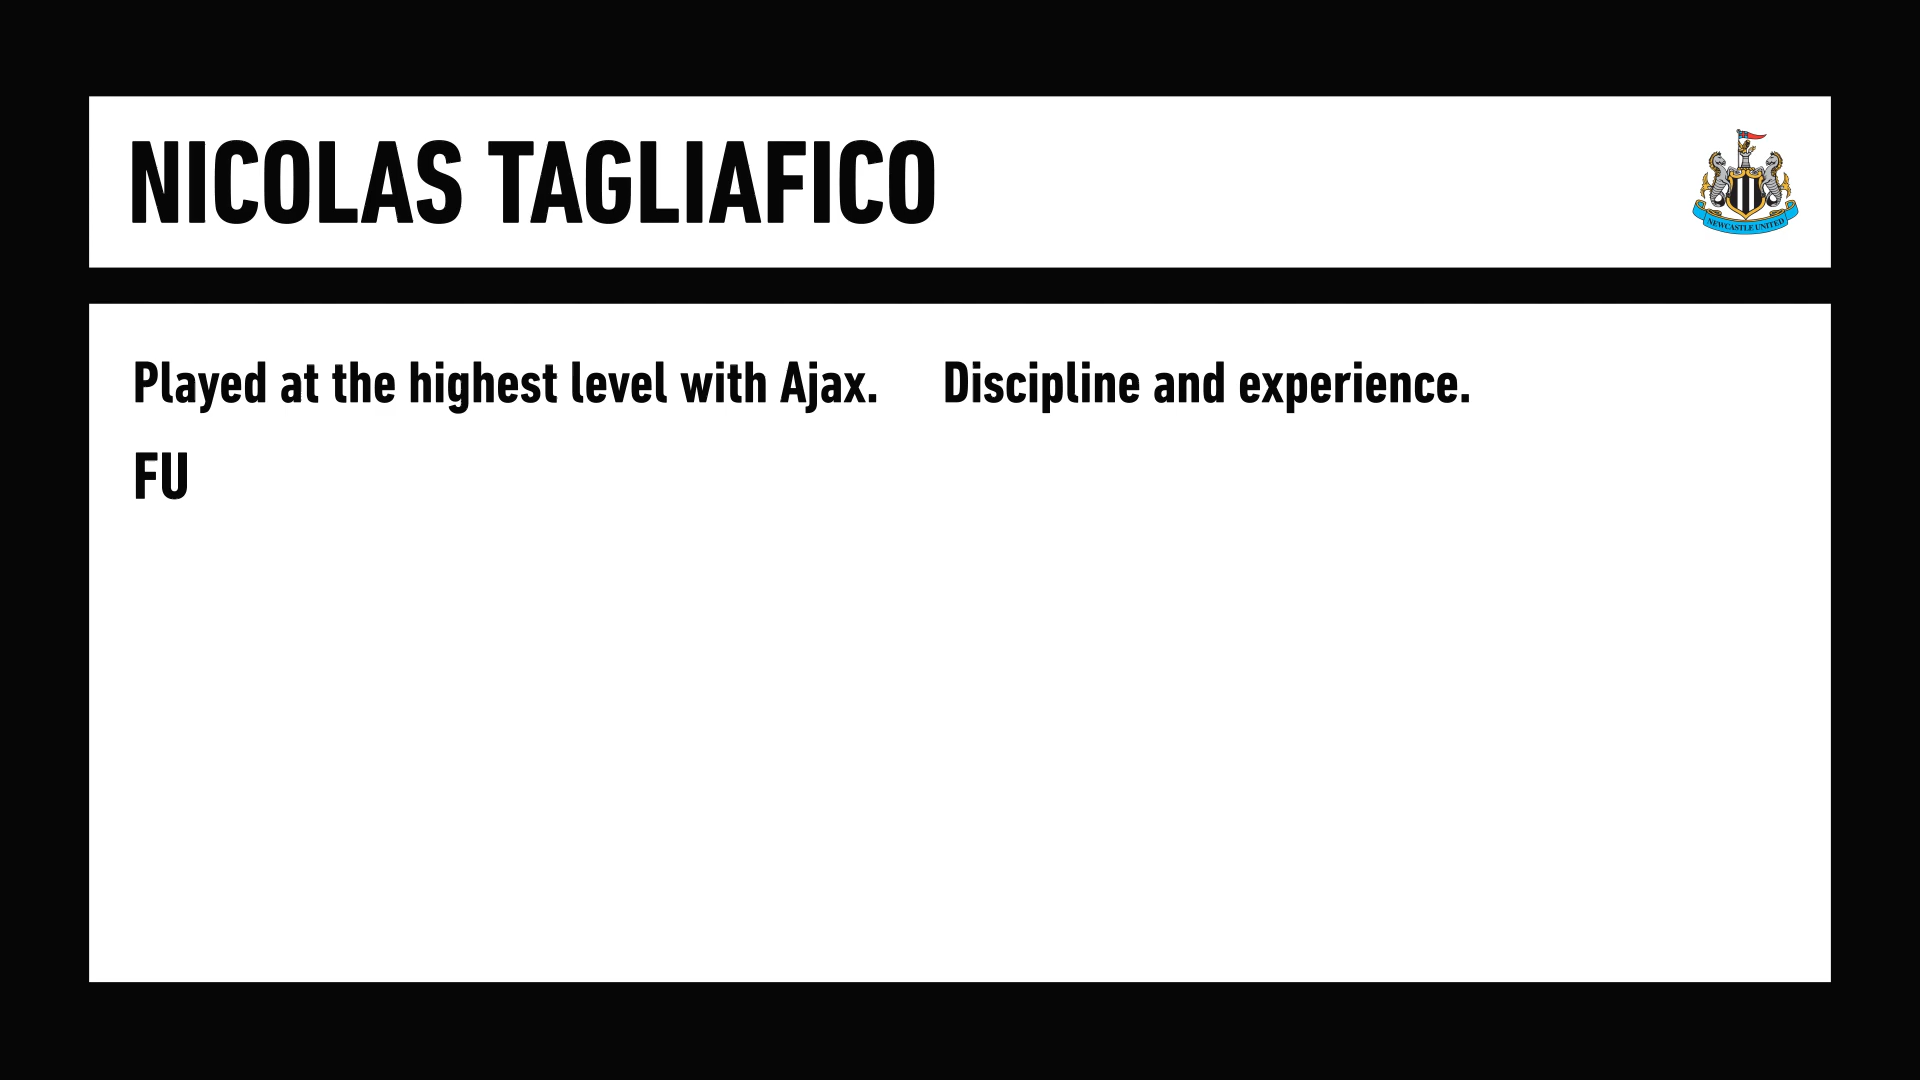 NICOLAS TAGLIAFICO
NEWCASTLE UNITED
Played at the highest level with Ajax. Discipline and experience.
FU